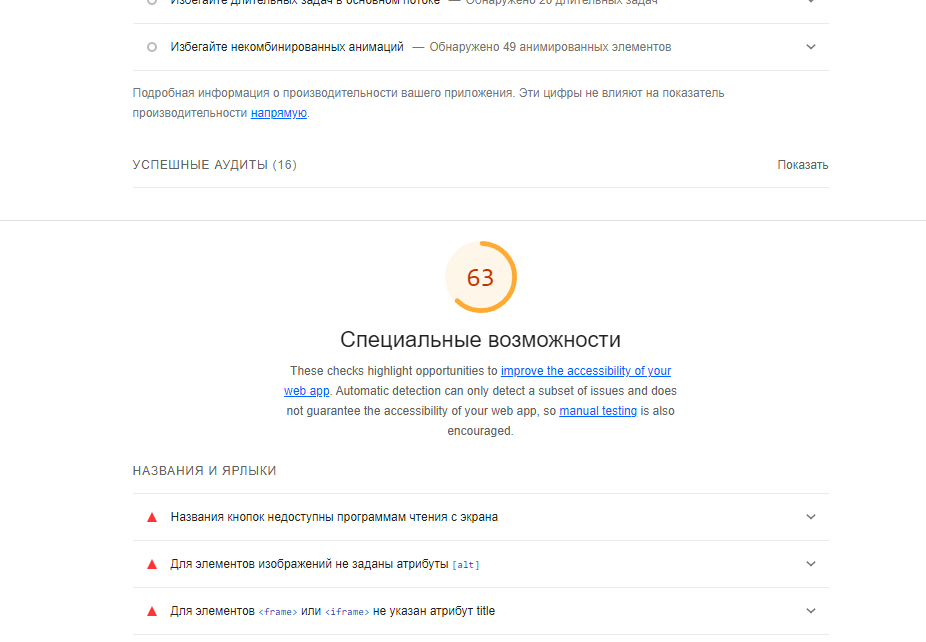 Избегайте длительных задач в основном потоке — Обнаружено 20 длительных задач
Избегайте некомбинированных анимаций — Обнаружено 49 анимированных элементов
Подробная информация о производительности вашего приложения. Эти цифры не влияют на показатель
производительности напрямую.
УСПЕШНЫЕ АУДИТЫ (16) Показать
63
Специальные возможности
These checks highlight opportunities to improve the accessibility of your
web app. Automatic detection can only detect a subset of issues and does
not guarantee the accessibility of your web app, so manual testing is also
encouraged.
НАЗВАНИЯ И ЯРЛЫКИ
Названия кнопок недоступны программам чтения с экрана
Для элементов изображений не заданы атрибуты [alt]
Для элементов <frame> или <iframe> не указан атрибут title